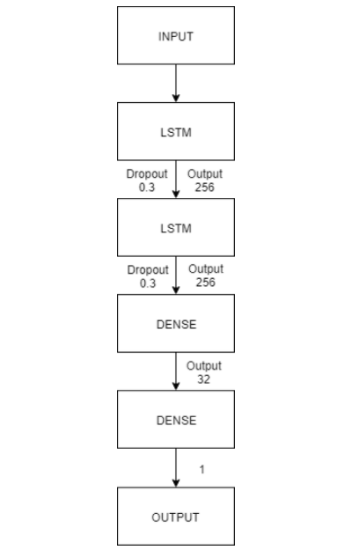 INPUT
LSTM
Dropout
0.3
Output
256
LSTM
Dropout
0.3
Output
256
DENSE
Output
32
DENSE
1
OUTPUT